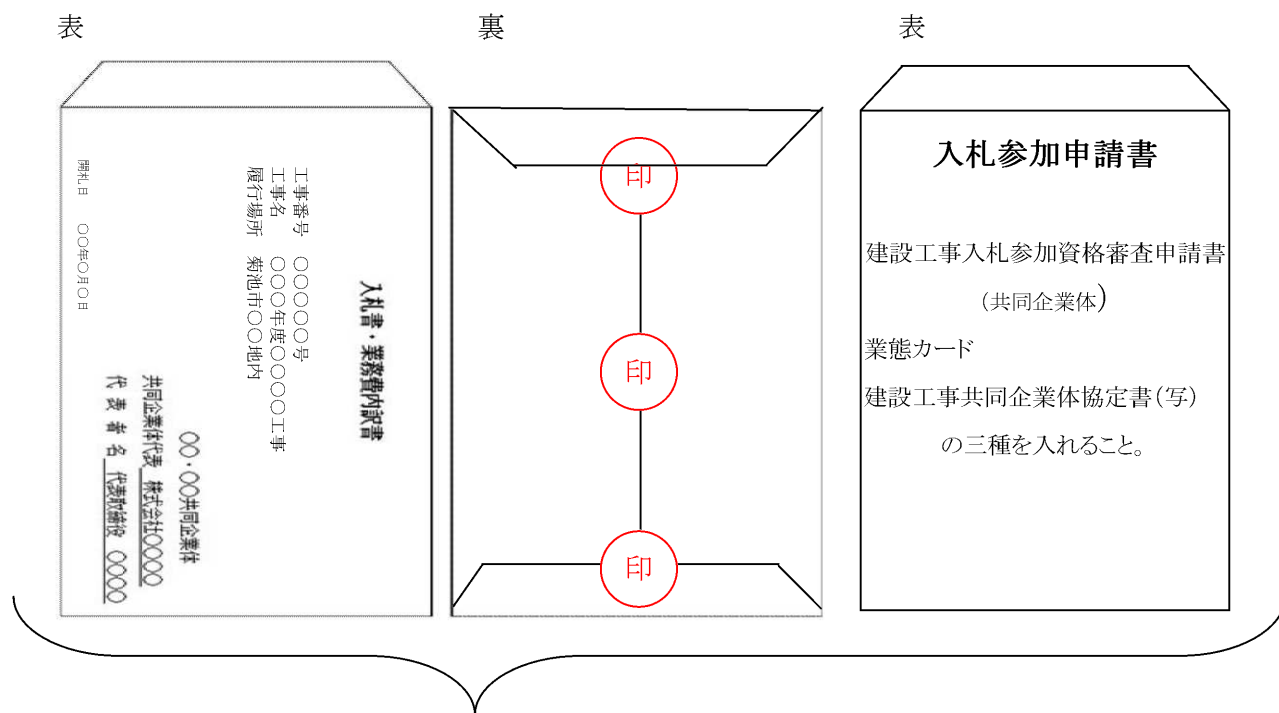 表
入札書・業務費内訳書
工事番号　○○○○○号
工事名　○○○年度○○○○工事
履行場所　菊池市○○地内
○○・○○共同企業体
共同企業体代表　株式会社○○○○
代表者名　代表取締役　○○○○
開札日　○○年○月○日
裏
印
印
印
表
入札参加申請書
建設工事入札参加資格審査申請書
（共同企業体）
業態カード
建設工事共同企業体協定書（写）
の三種を入れること。